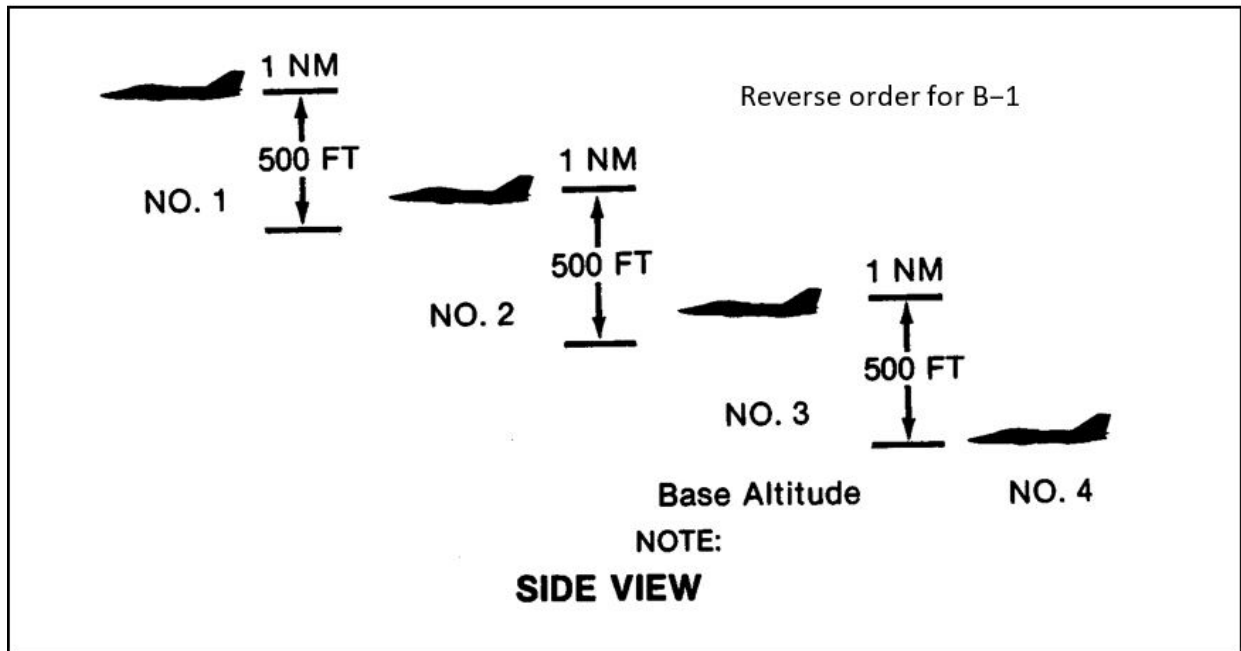 1 NM
Reverse order for B–1
500 FT
NO. 1
1 NM
500 FT
NO. 2
1 NM
500 FT
NO. 3
Base Altitude
NO. 4
NOTE:
SIDE VIEW